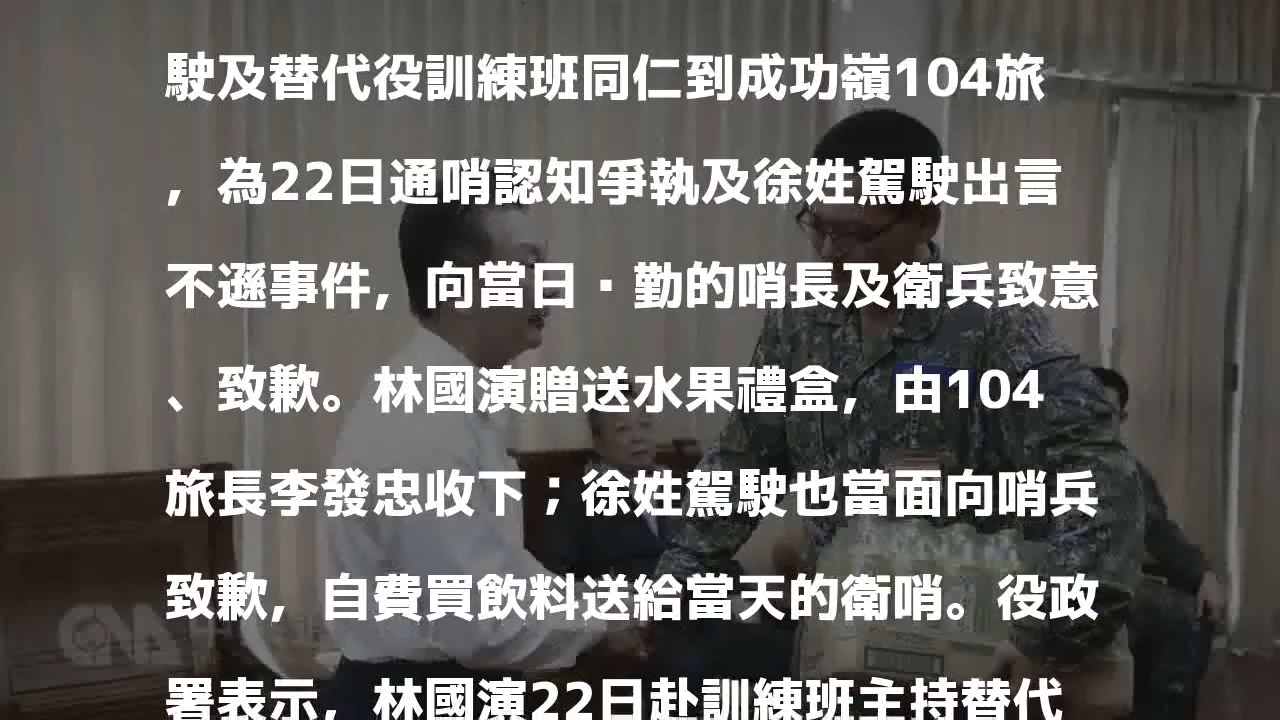 駛及替代役訓練班同仁到成功嶺104旅
，為22日通哨認知爭執及徐姓駕駛出言
不遜事件，向當日▪勤的哨長及衛兵致意
、致歉。林國演贈送水果禮盒，由104
旅長李發忠收下；徐姓駕駛也當面向哨兵
致歉，自費買飲料送給當天的衛哨。役政
署表示，林國演22日赴訓練班主持替代
CNA